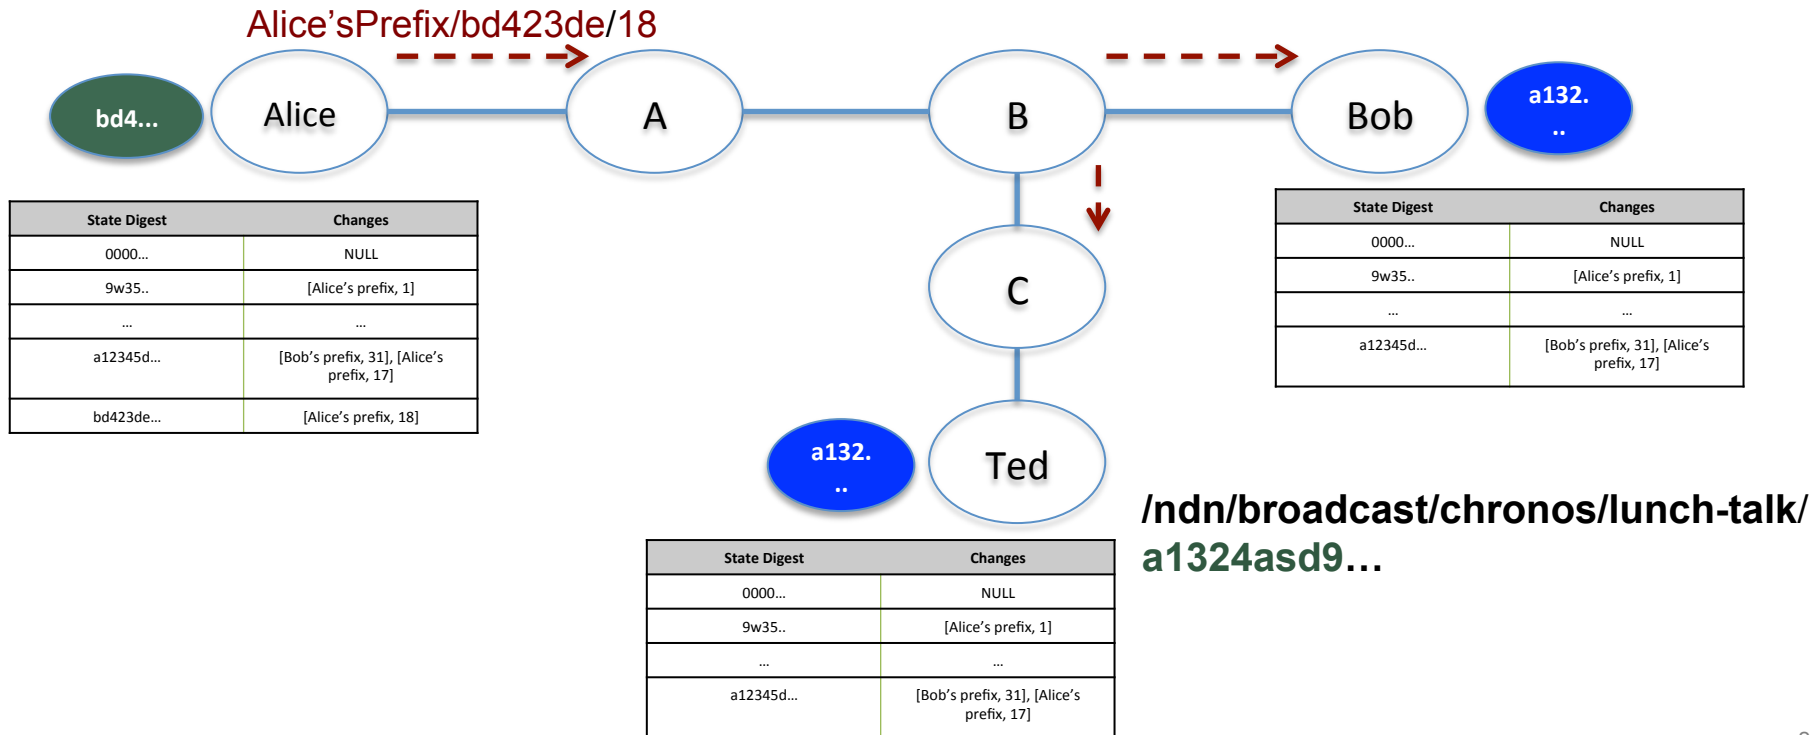 Alice'sPrefix/bd423de/18
bd4...
Alice
A
B
Bob
a132.
..
State Digest Changes
0000... NULL
9w35.. [Alice's prefix, 1]
... ...
a12345d... [Bob's prefix, 31], [Alice's
prefix, 17]
bd423de... [Alice's prefix, 18]
State Digest Changes
0000... NULL
9w35.. [Alice's prefix, 1]
... ...
a12345d... [Bob's prefix, 31], [Alice's
prefix, 17]
C
a132.
..
Ted
/ndn/broadcast/chronos/lunch-talk/
a1324asd9...
State Digest Changes
0000... NULL
9w35.. [Alice's prefix, 1]
... ...
a12345d... [Bob's prefix, 31], [Alice's
prefix, 17]